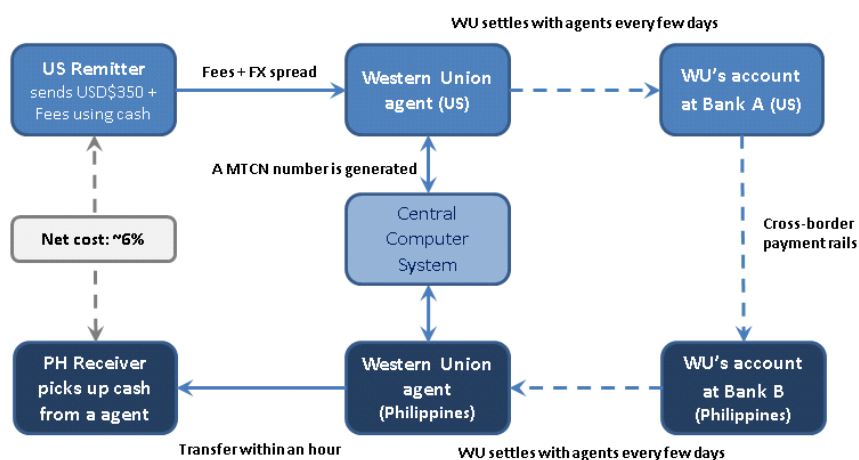 WU settles with agents every few days
US Remitter
sends USD$350 +
Fees using cash
Fees + FX spread
Western Union
agent (US)
WU's account
at Bank A (US)
A MTCN number is generated
Central
Computer
System
Net cost: ~6%
Cross-border
payment rails
PH Receiver
picks up cash
from a agent
Western Union
agent
(Philippines)
WU's account
at Bank B
(Philippines)
Transfer within an hour
WU settles with agents every few days